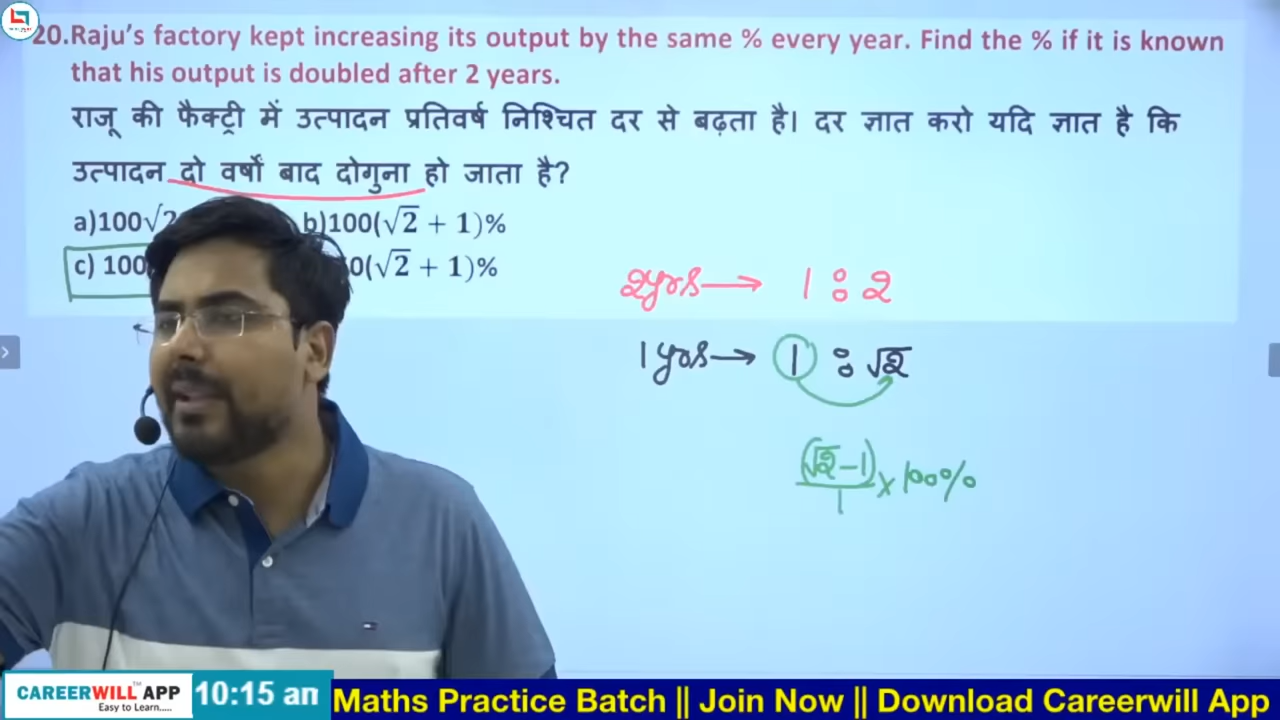 20.Raju's factory kept increasing its output by the same % every year. Find the % if it is known
that his output is doubled after 2 years.
राजू की फैक्ट्री में उत्पादन प्रतिवर्ष निश्चित दर से बढ़ता है। दर ज्ञात करो यदि ज्ञात है कि
उत्पादन दो वर्षों बाद दोगुना हो जाता है?
a)100√2 b)100(√2 + 1)%
c) 100 0(√2 + 1)%
2yrs→ 1 : 2
1yrs→ 1 : √2
(√2-1)/1 × 100%
CAREERWILL APP
Easy to Learn.....
10:15 an
Maths Practice Batch || Join Now || Download Careerwill App